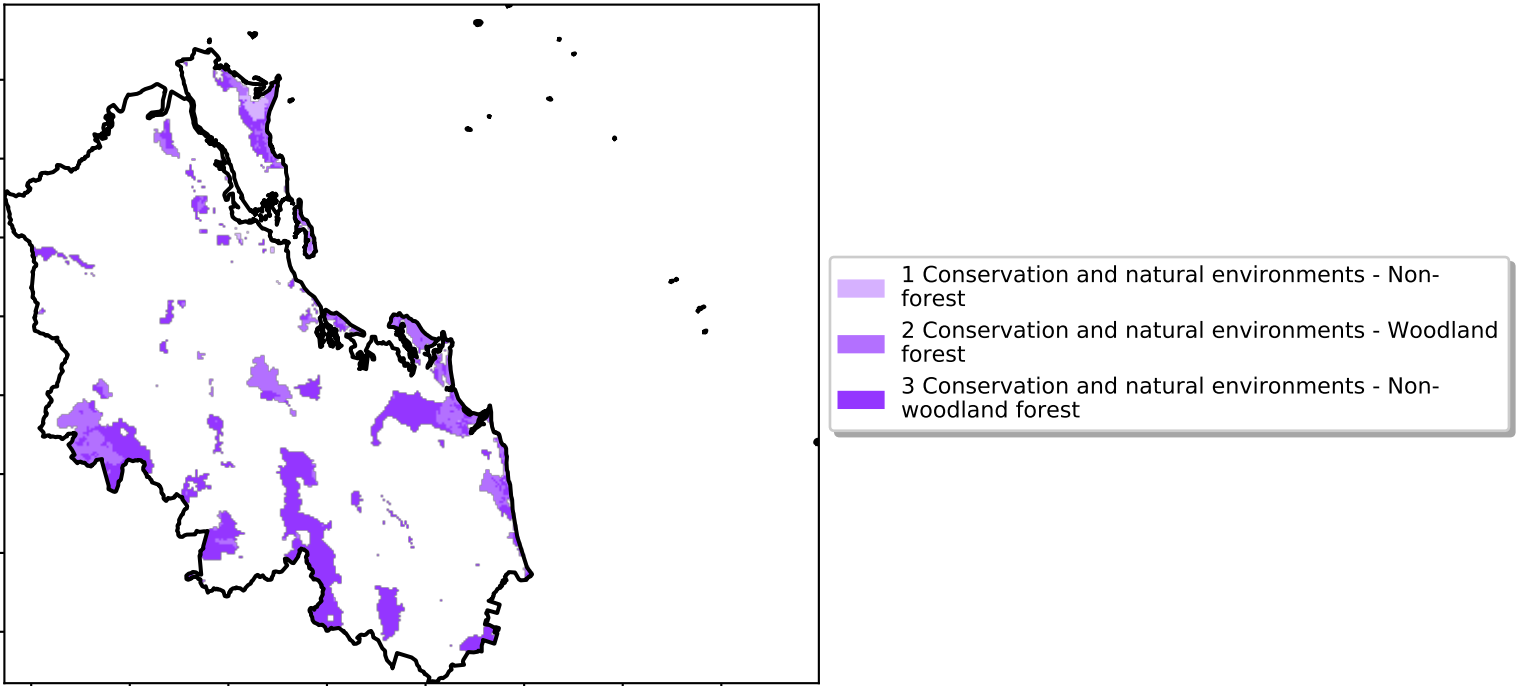 1 Conservation and natural environments - Non-
forest
2 Conservation and natural environments - Woodland
forest
3 Conservation and natural environments - Non-
woodland forest